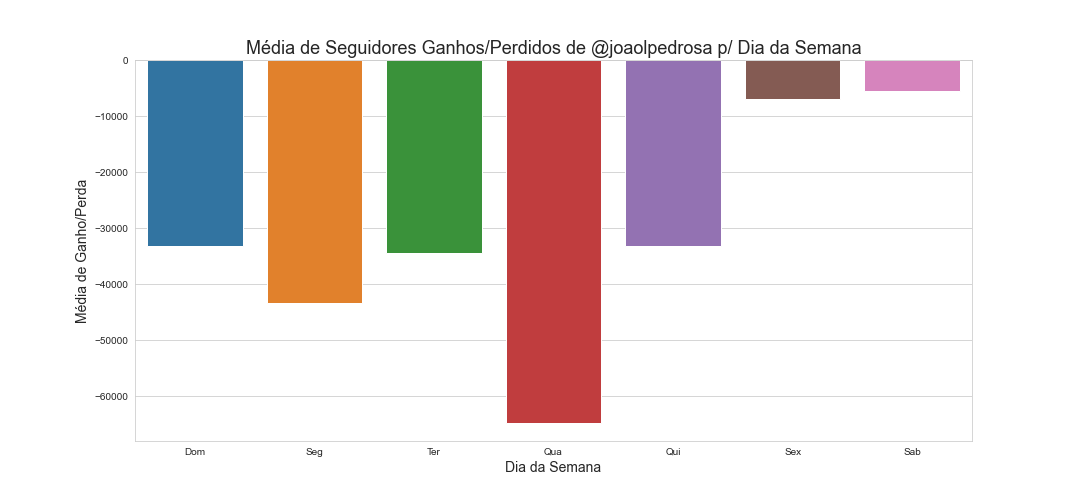 Média de Seguidores Ganhos/Perdidos de @joaolpedrosa p/ Dia da Semana
Média de Ganho/Perda
0
−10000
−20000
−30000
−40000
−50000
−60000
Dom Seg Ter Qua Qui Sex Sab
Dia da Semana